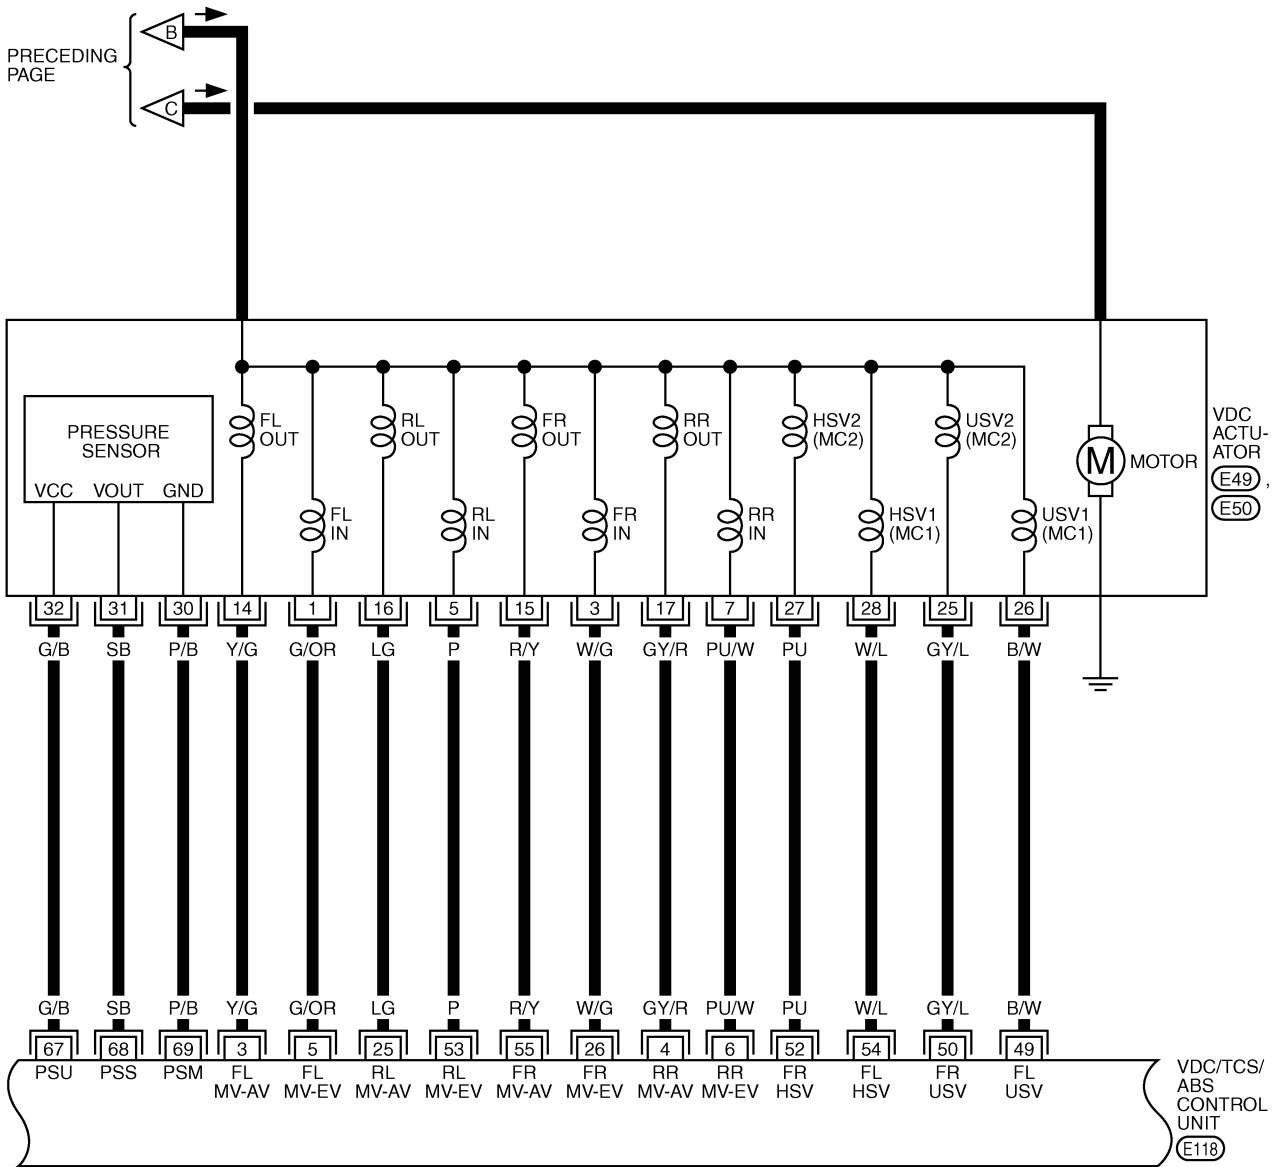 B
PRECEDING
PAGE
C
PRESSURE
SENSOR
VCC VOUT GND
FL
OUT
RL
OUT
FR
OUT
RR
OUT
HSV2
(MC2)
USV2
(MC2)
FL
IN
RL
IN
FR
IN
RR
IN
HSV1
(MC1)
USV1
(MC1)
M MOTOR
VDC
ACTU-
ATOR
E49 ,
E50
32 31 30 14 1 16 5 15 3 17 7 27 28 25 26
G/B SB P/B Y/G G/OR LG P R/Y W/G GY/R PU/W PU W/L GY/L B/W
G/B SB P/B Y/G G/OR LG P R/Y W/G GY/R PU/W PU W/L GY/L B/W
67 68 69 3 5 25 53 55 26 4 6 52 54 50 49
PSU PSS PSM FL FL RL RL FR FR RR RR FR FL FR FL
MV-AV MV-EV MV-AV MV-EV MV-AV MV-EV MV-AV MV-EV HSV HSV USV USV
VDC/TCS/
ABS
CONTROL
UNIT
E118